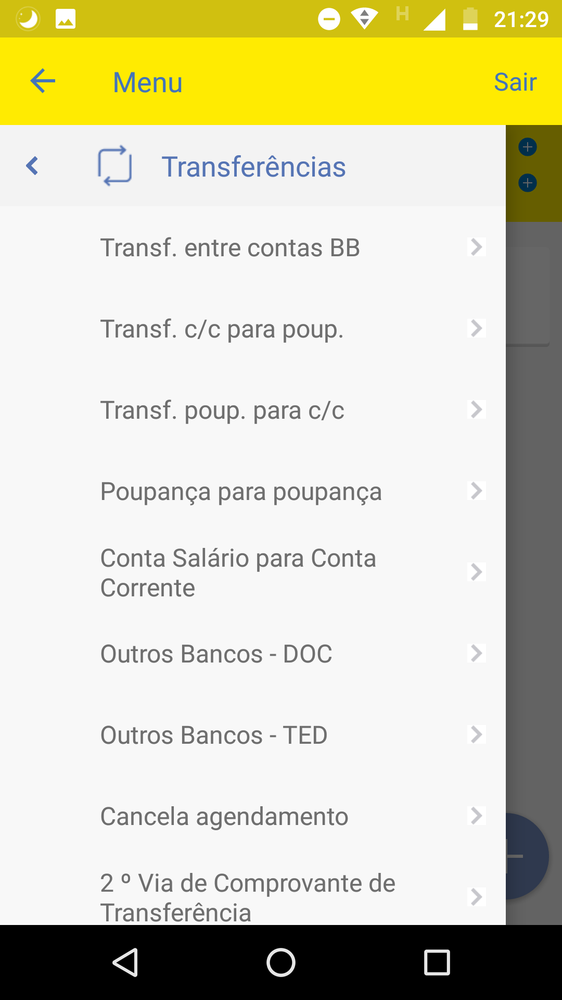 H 21:29
Menu Sair
Transferências
Transf. entre contas BB
Transf. c/c para poup.
Transf. poup. para c/c
Poupança para poupança
Conta Salário para Conta
Corrente
Outros Bancos - DOC
Outros Bancos - TED
Cancela agendamento
2 º Via de Comprovante de
Transferência